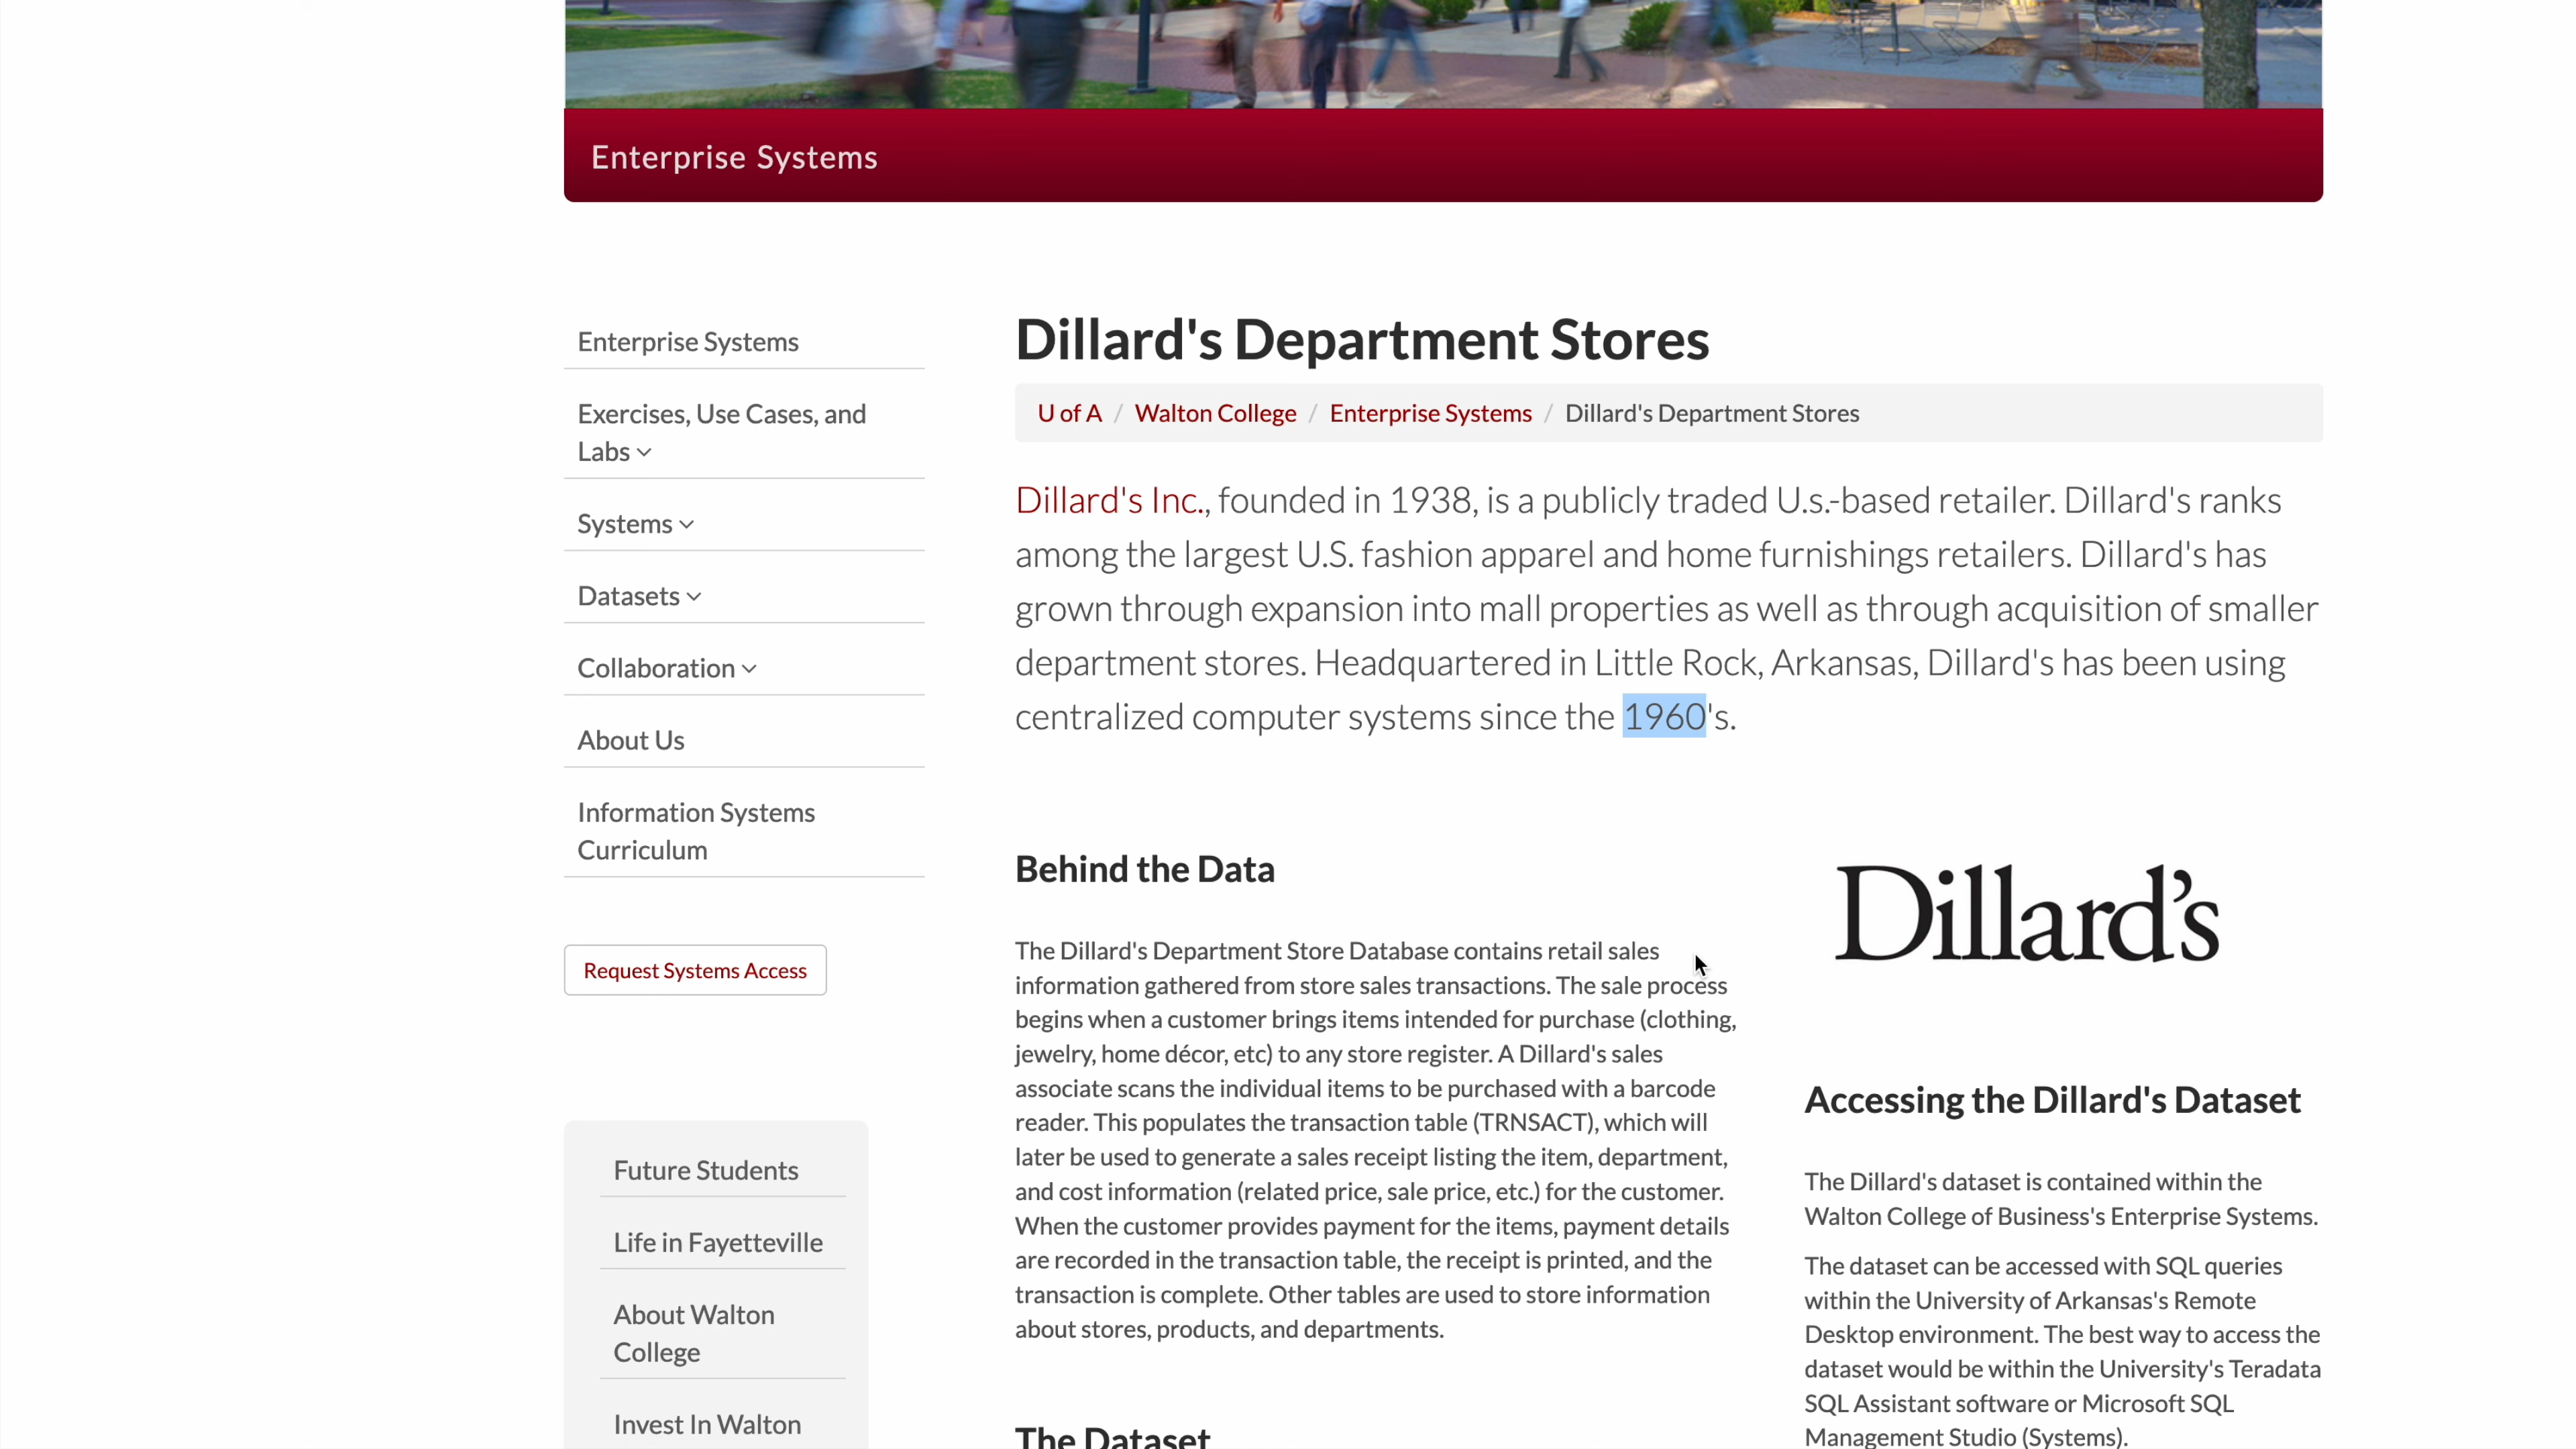 Enterprise Systems
Enterprise Systems
Exercises, Use Cases, and
Labs
Systems
Datasets
Collaboration
About Us
Information Systems
Curriculum
Request Systems Access
Future Students
Life in Fayetteville
About Walton
College
Invest In Walton
Dillard's Department Stores
U of A / Walton College / Enterprise Systems / Dillard's Department Stores
Dillard's Inc., founded in 1938, is a publicly traded U.s.-based retailer. Dillard's ranks
among the largest U.S. fashion apparel and home furnishings retailers. Dillard's has
grown through expansion into mall properties as well as through acquisition of smaller
department stores. Headquartered in Little Rock, Arkansas, Dillard's has been using
centralized computer systems since the 1960's.
Behind the Data
The Dillard's Department Store Database contains retail sales
information gathered from store sales transactions. The sale process
begins when a customer brings items intended for purchase (clothing,
jewelry, home décor, etc) to any store register. A Dillard's sales
associate scans the individual items to be purchased with a barcode
reader. This populates the transaction table (TRNSACT), which will
later be used to generate a sales receipt listing the item, department,
and cost information (related price, sale price, etc.) for the customer.
When the customer provides payment for the items, payment details
are recorded in the transaction table, the receipt is printed, and the
transaction is complete. Other tables are used to store information
about stores, products, and departments.
The Dataset
Dillard's
Accessing the Dillard's Dataset
The Dillard's dataset is contained within the
Walton College of Business's Enterprise Systems.
The dataset can be accessed with SQL queries
within the University of Arkansas's Remote
Desktop environment. The best way to access the
dataset would be within the University's Teradata
SQL Assistant software or Microsoft SQL
Management Studio (Systems).